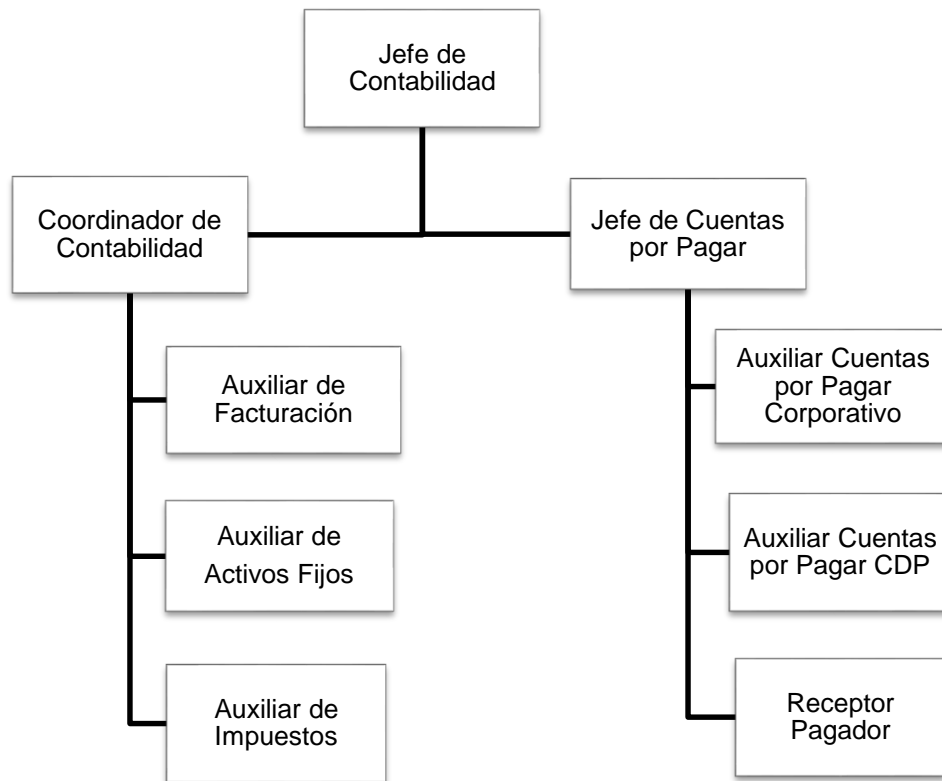 Jefe de
Contabilidad
Coordinador de
Contabilidad
Jefe de Cuentas
por Pagar
Auxiliar de
Facturación
Auxiliar de
Activos Fijos
Auxiliar de
Impuestos
Auxiliar Cuentas
por Pagar
Corporativo
Auxiliar Cuentas
por Pagar CDP
Receptor
Pagador